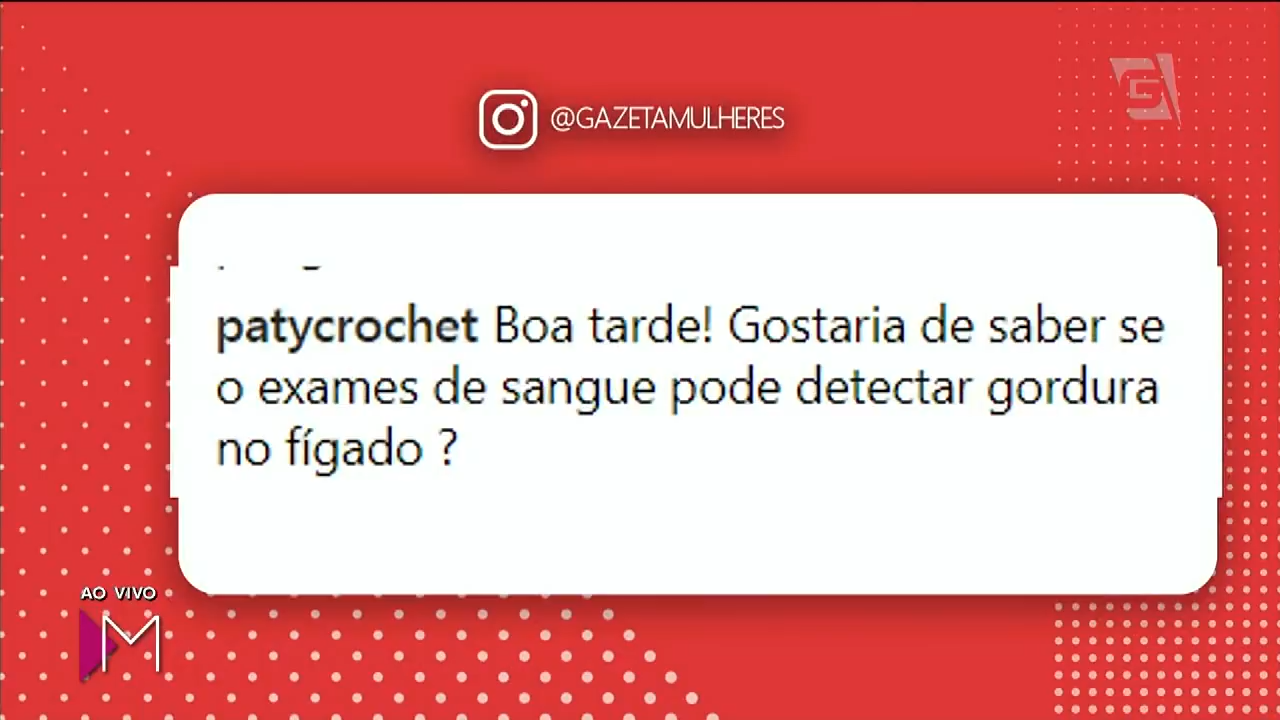 @GAZETAMULHERES
G
patycrochet Boa tarde! Gostaria de saber se
o exames de sangue pode detectar gordura
no fígado ?
AO VIVO
M